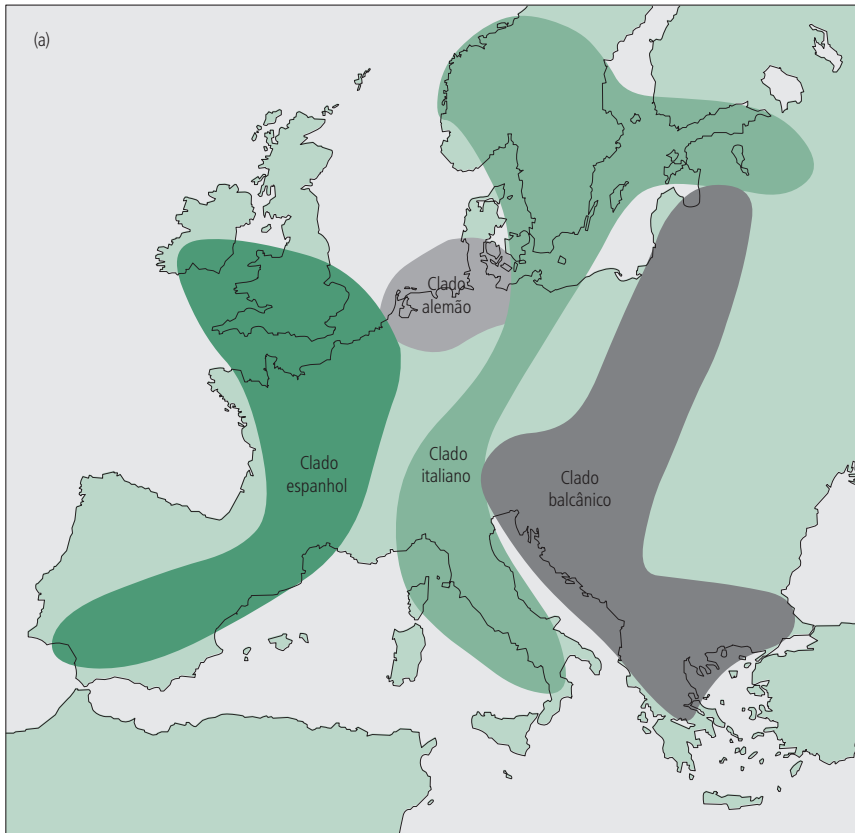 (a)
Clado
alemão
Clado
espanhol
Clado
italiano
Clado
balcânico